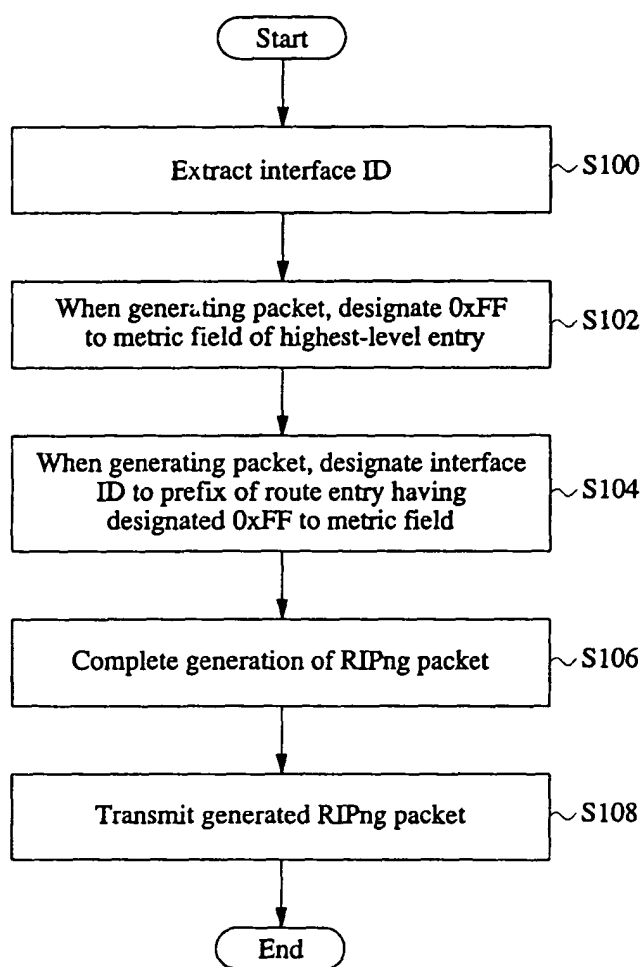 Start
Extract interface ID
S100
When generating packet, designate 0xFF
to metric field of highest-level entry
S102
When generating packet, designate interface
ID to prefix of route entry having
designated 0xFF to metric field
S104
Complete generation of RIPng packet
S106
Transmit generated RIPng packet
S108
End